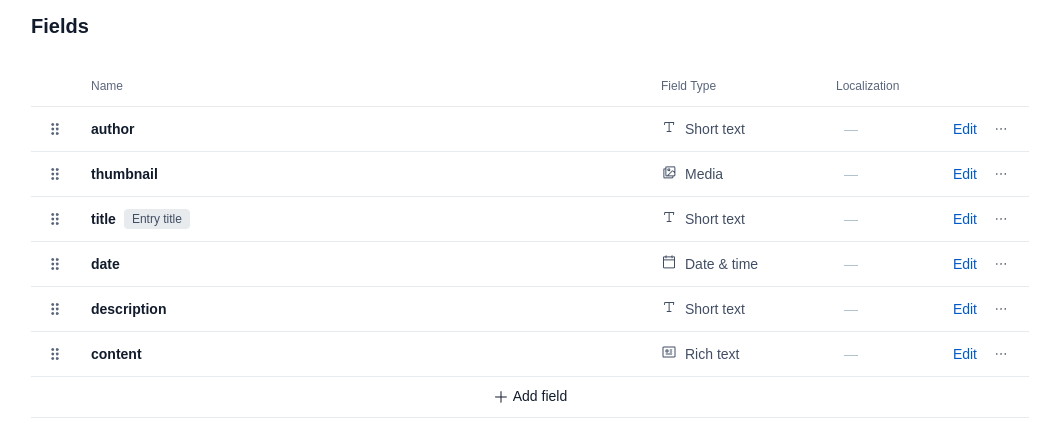 Fields
Name Field Type Localization
author Short text — Edit ···
thumbnail Media — Edit ···
title Entry title Short text — Edit ···
date Date & time — Edit ···
description Short text — Edit ···
content Rich text — Edit ···
+ Add field